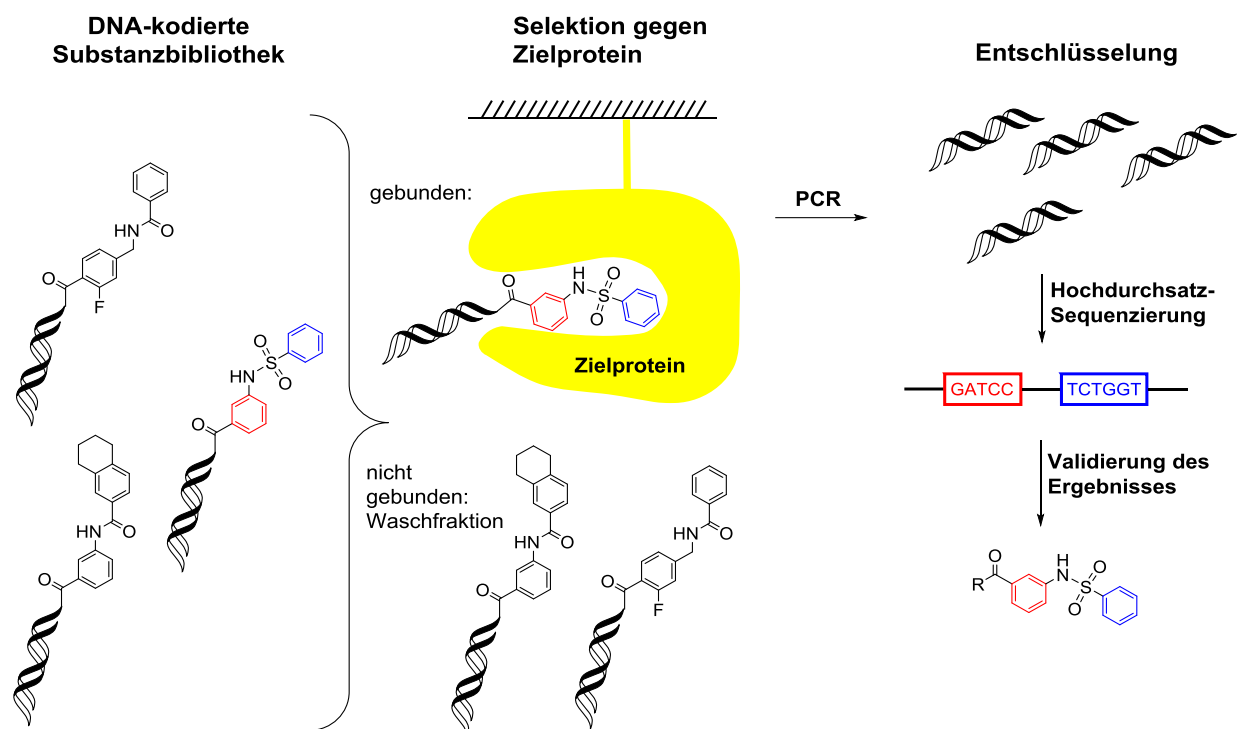 DNA-kodierte
Substanzbibliothek
Selektion gegen
Zielprotein
Entschlüsselung
gebunden:
PCR
O
HN
O
F
O
S
O
HN
O
O
HN
O
O
H
N
O
S
O
Zielprotein
Hochdurchsatz-
Sequenzierung
GATCC
TCTGGT
Validierung des
Ergebnisses
nicht
gebunden:
Waschfraktion
O
HN
O
O
HN
O
F
O
R
H
N
O
S
O